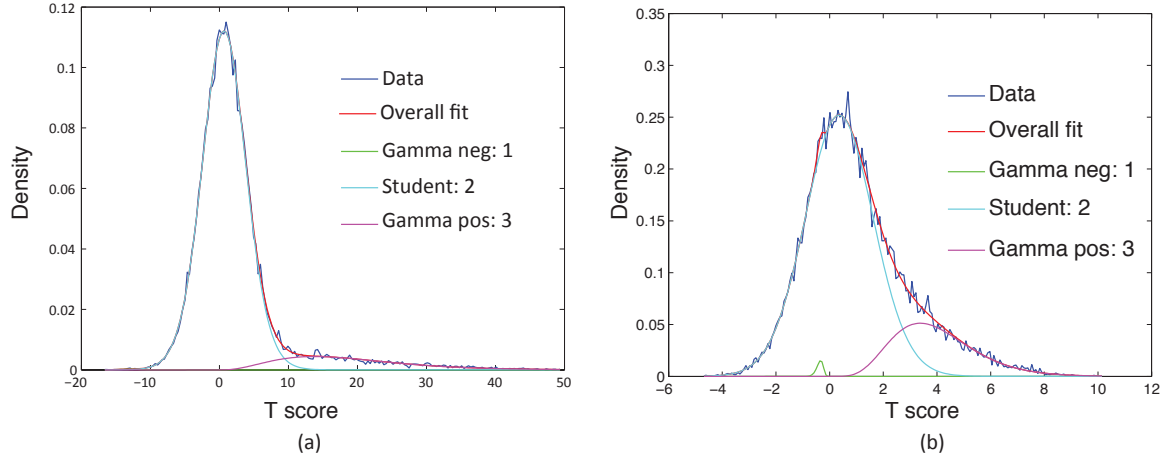 0.12
0.1
0.08
0.06
0.04
0.02
0
Density
Data
Overall fit
Gamma neg: 1
Student: 2
Gamma pos: 3
-20
-10
0
10
20
30
40
50
T score
(a)
0.35
0.3
0.25
0.2
0.15
0.1
0.05
0
Density
Data
Overall fit
Gamma neg: 1
Student: 2
Gamma pos: 3
-6
-4
-2
0
2
4
6
8
10
12
T score
(b)